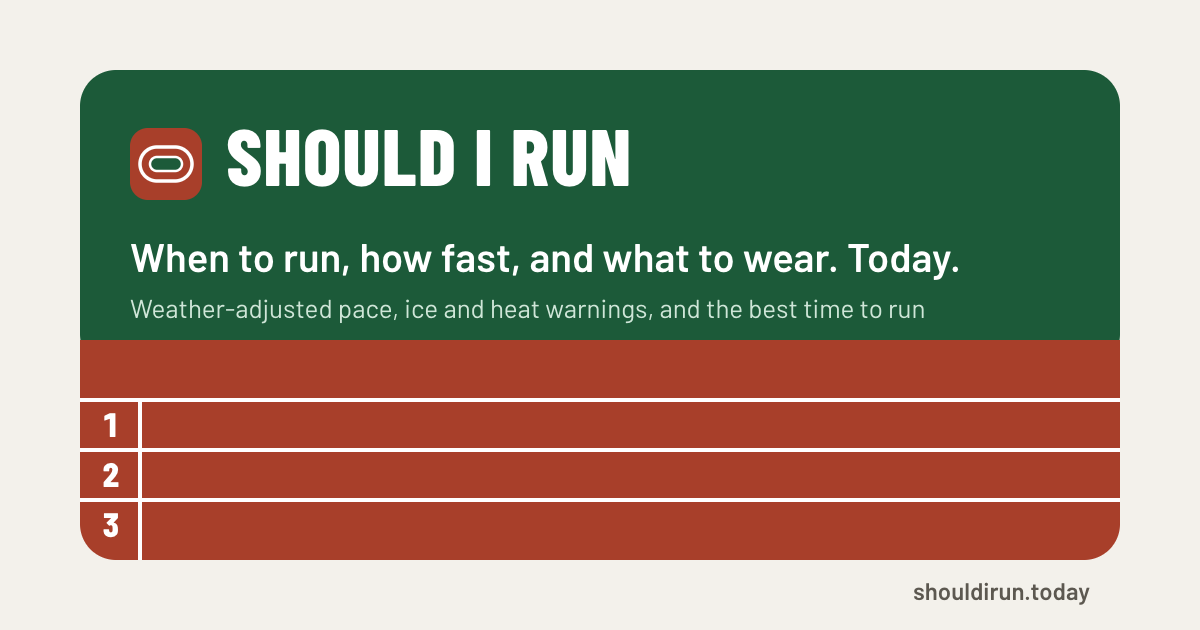 SHOULD I RUN
When to run, how fast, and what to wear. Today.
Weather-adjusted pace, ice and heat warnings, and the best time to run
1
2
3
shouldirun.today